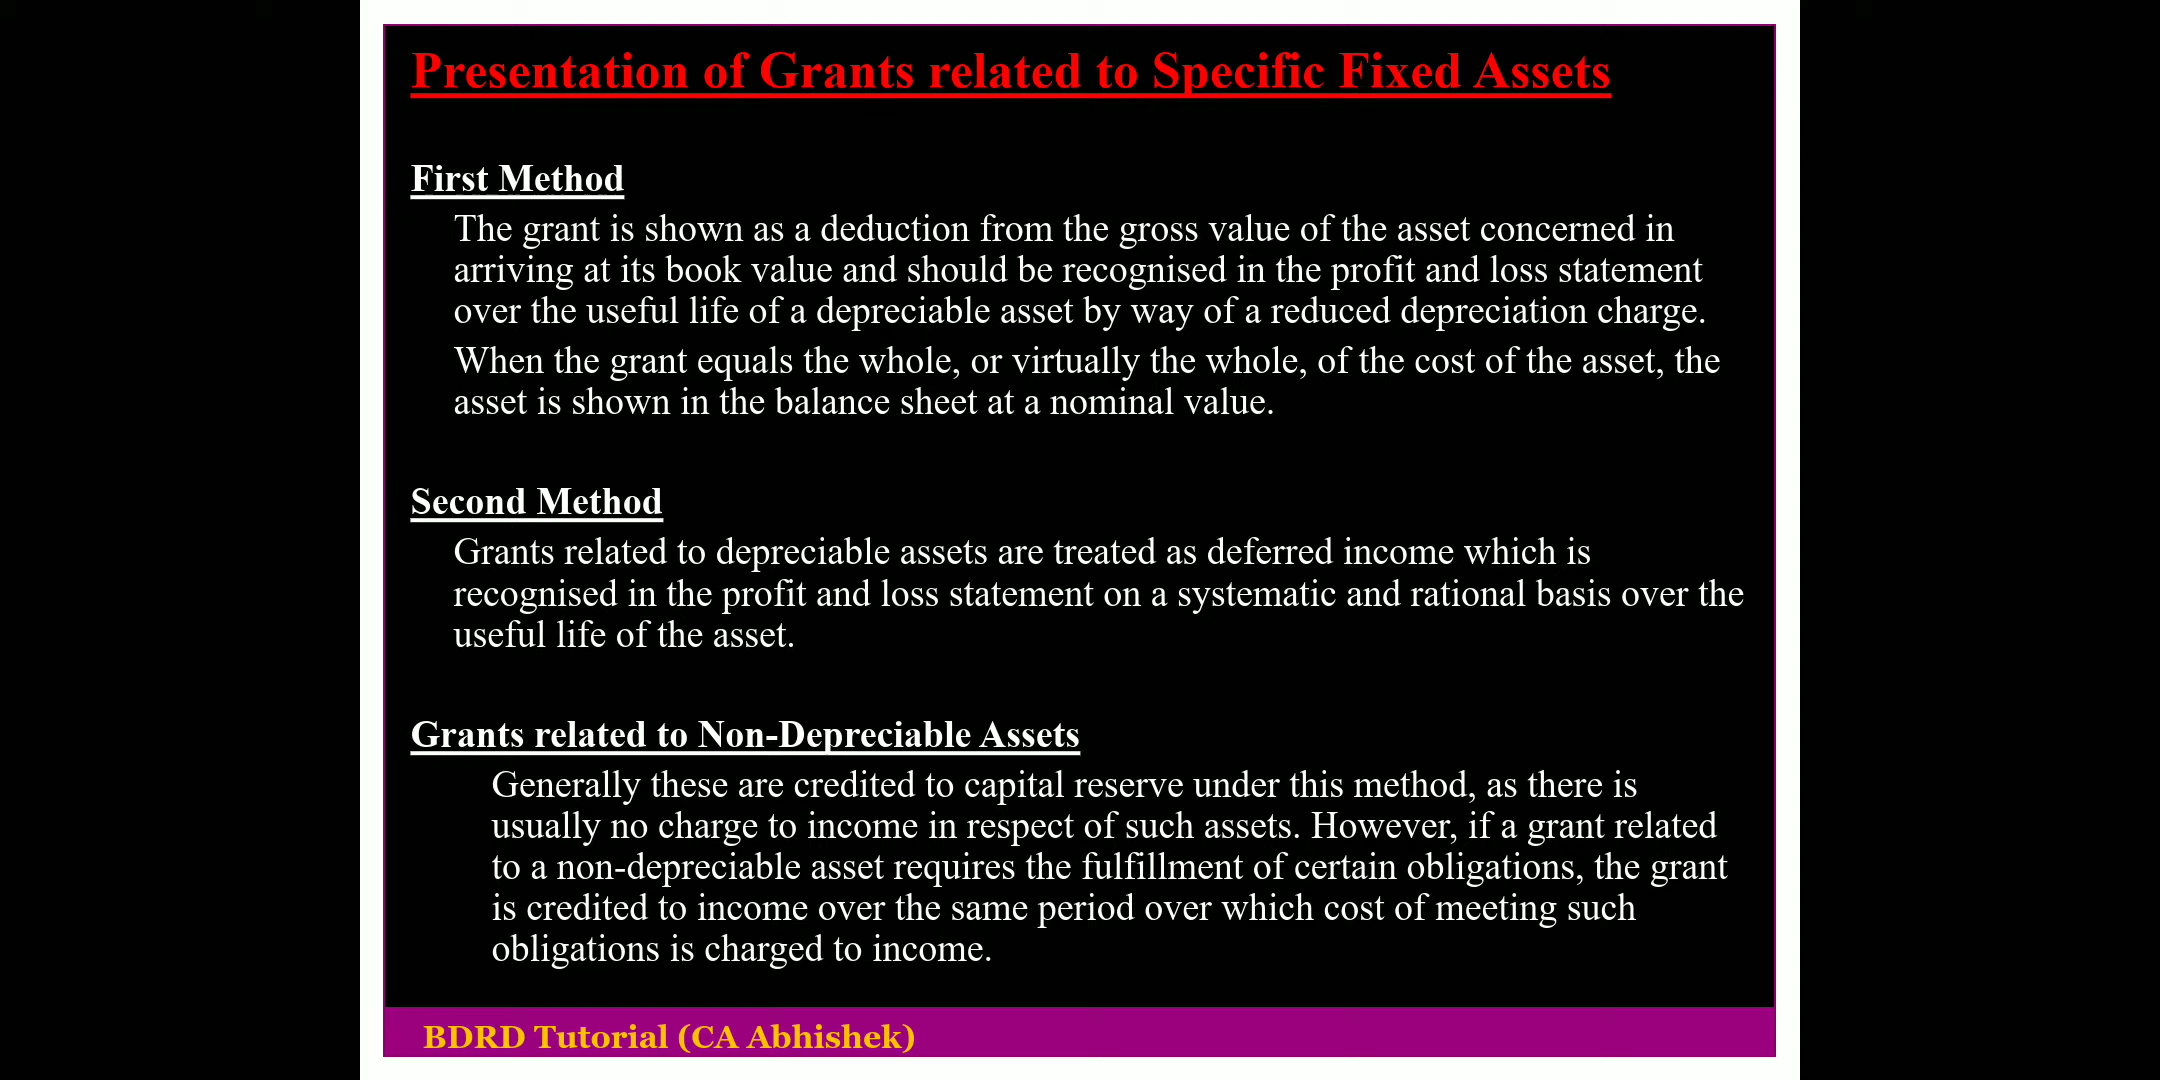 Presentation of Grants related to Specific Fixed Assets
First Method
The grant is shown as a deduction from the gross value of the asset concerned in
arriving at its book value and should be recognised in the profit and loss statement
over the useful life of a depreciable asset by way of a reduced depreciation charge.
When the grant equals the whole, or virtually the whole, of the cost of the asset, the
asset is shown in the balance sheet at a nominal value.
Second Method
Grants related to depreciable assets are treated as deferred income which is
recognised in the profit and loss statement on a systematic and rational basis over the
useful life of the asset.
Grants related to Non-Depreciable Assets
Generally these are credited to capital reserve under this method, as there is
usually no charge to income in respect of such assets. However, if a grant related
to a non-depreciable asset requires the fulfillment of certain obligations, the grant
is credited to income over the same period over which cost of meeting such
obligations is charged to income.
BDRD Tutorial (CA Abhishek)